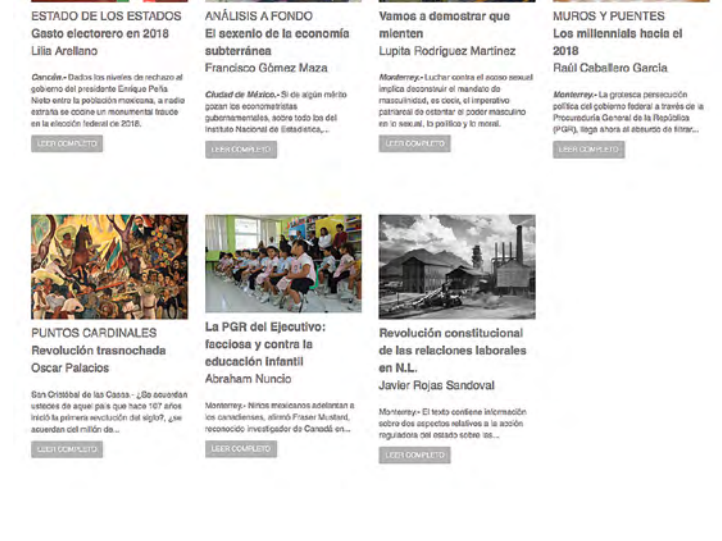 ESTADO DE LOS ESTADOS
Gasto electorero en 2018
Lilia Arellano
Cancún.- Dados los niveles de rechazo al
gobierno del presidente Enrique Peña
Nieto entre la población mexicana, a nadie
extraña se cocine un monumental fraude
en la elección federal de 2018.
LEER COMPLETO
ANÁLISIS A FONDO
El sexenio de la economía
subterránea
Francisco Gómez Maza
Ciudad de México.- Si de algún mérito
gozan los econometristas
gubernamentales, sobre todo los del
Instituto Nacional de Estadística,...
LEER COMPLETO
Vamos a demostrar que
mienten
Lupita Rodríguez Martínez
Monterrey.- Luchar contra el acoso sexual
implica deconstruir el mandato de
masculinidad, es decir, el imperativo
patriarcal de ostentar el poder masculino
en lo sexual, lo político y lo moral.
LEER COMPLETO
MUROS Y PUENTES
Los millennials hacia el
2018
Raúl Caballero García
Monterrey.- La grotesca persecución
política del gobierno federal a través de la
Procuraduría General de la República
(PGR), llega ahora al absurdo de filtrar...
LEER COMPLETO
PUNTOS CARDINALES
Revolución trasnochada
Oscar Palacios
San Cristóbal de las Casas.- ¿Se acuerdan
ustedes de aquel país que hace 107 años
inició la primera revolución del siglo?, ¿se
acuerdan del millón de...
LEER COMPLETO
La PGR del Ejecutivo:
facciosa y contra la
educación infantil
Abraham Nuncio
Monterrey.- Niños mexicanos adelantan a
los canadienses, afirmó Fraser Mustard,
reconocido investigador de Canadá en...
LEER COMPLETO
Revolución constitucional
de las relaciones laborales
en N.L.
Javier Rojas Sandoval
Monterrey.- El texto contiene información
sobre dos aspectos relativos a la acción
reguladora del estado sobre las...
LEER COMPLETO